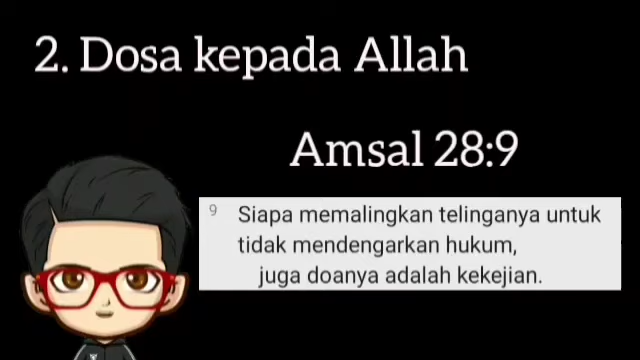 2. Dosa kepada Allah
Amsal 28:9
9 Siapa memalingkan telinganya untuk
tidak mendengarkan hukum,
juga doanya adalah kekejian.